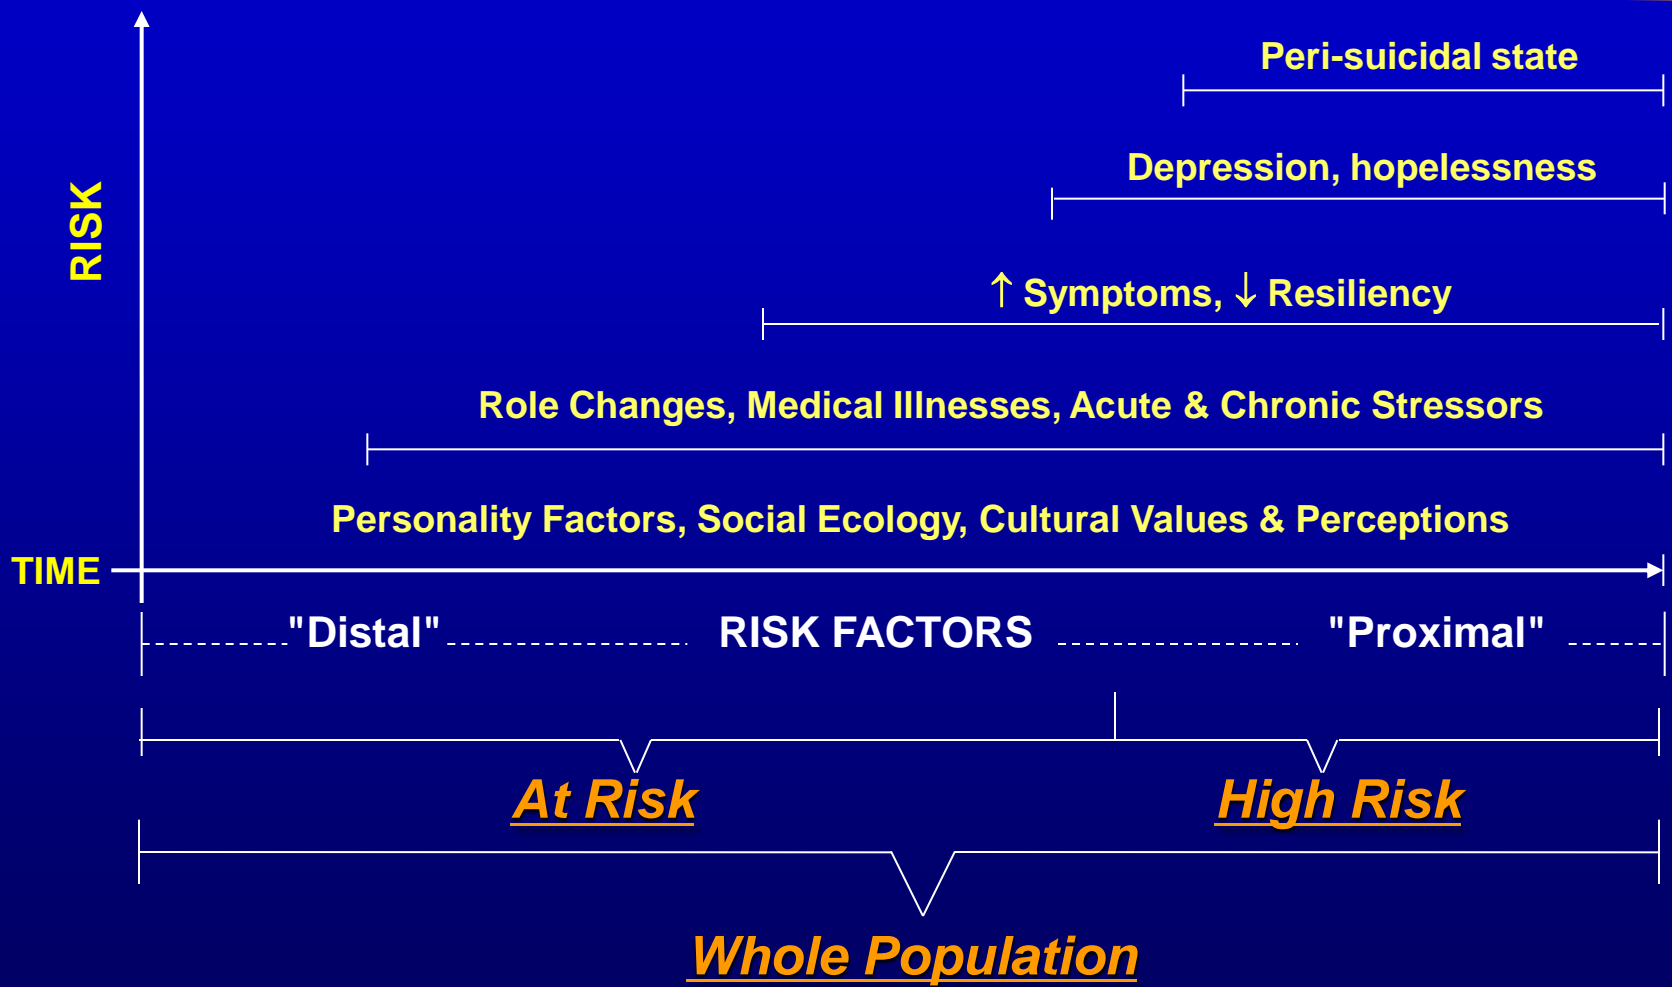 Peri-suicidal state
Depression, hopelessness
RISK
↑ Symptoms, ↓ Resiliency
Role Changes, Medical Illnesses, Acute & Chronic Stressors
Personality Factors, Social Ecology, Cultural Values & Perceptions
TIME
"Distal" RISK FACTORS "Proximal"
At Risk High Risk
Whole Population